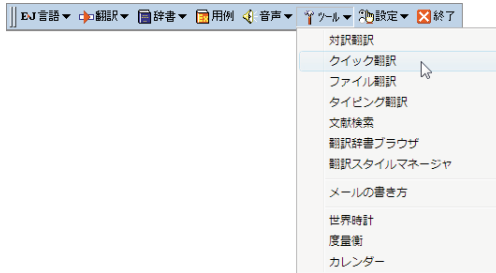 EJ 言語▼ 翻訳▼ 辞書▼ 用例 音声▼ ツール▼ 設定▼ 終了
対訳翻訳
クイック翻訳
ファイル翻訳
タイピング翻訳
文献検索
翻訳辞書ブラウザ
翻訳スタイルマネージャ
メールの書き方
世界時計
度量衡
カレンダー